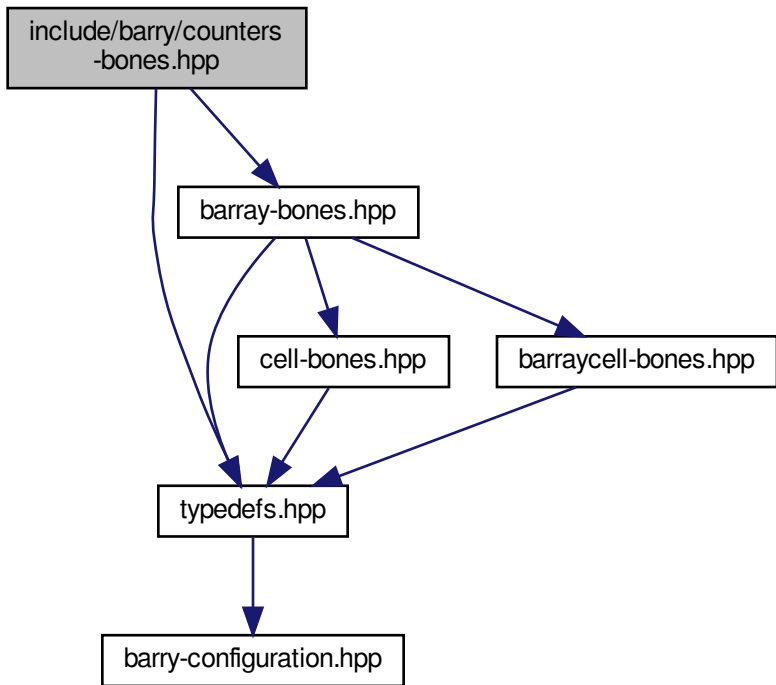 include/barry/counters
-bones.hpp
barray-bones.hpp
cell-bones.hpp
barraycell-bones.hpp
typedefs.hpp
barry-configuration.hpp